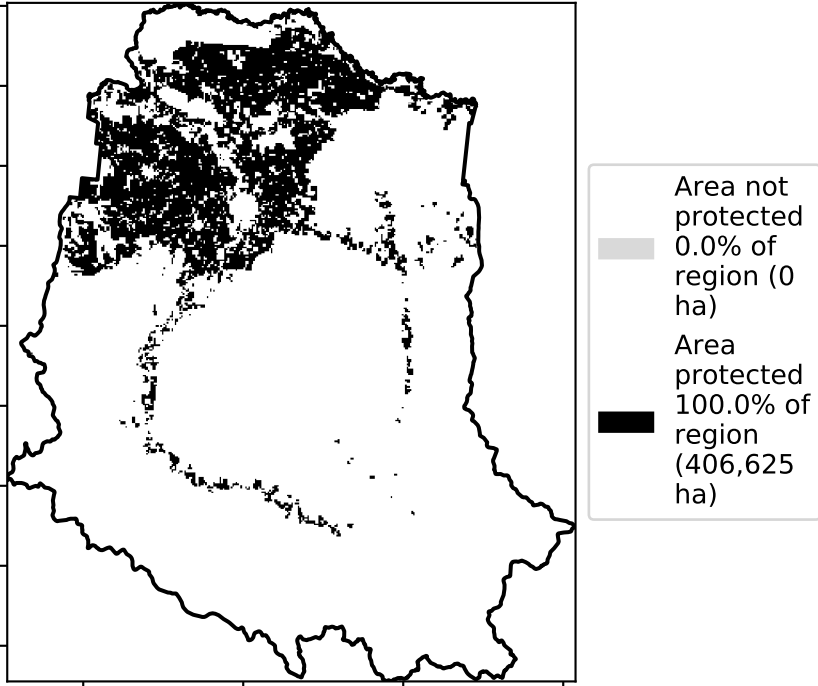 Area not
protected
0.0% of
region (0
ha)
Area
protected
100.0% of
region
(406,625
ha)